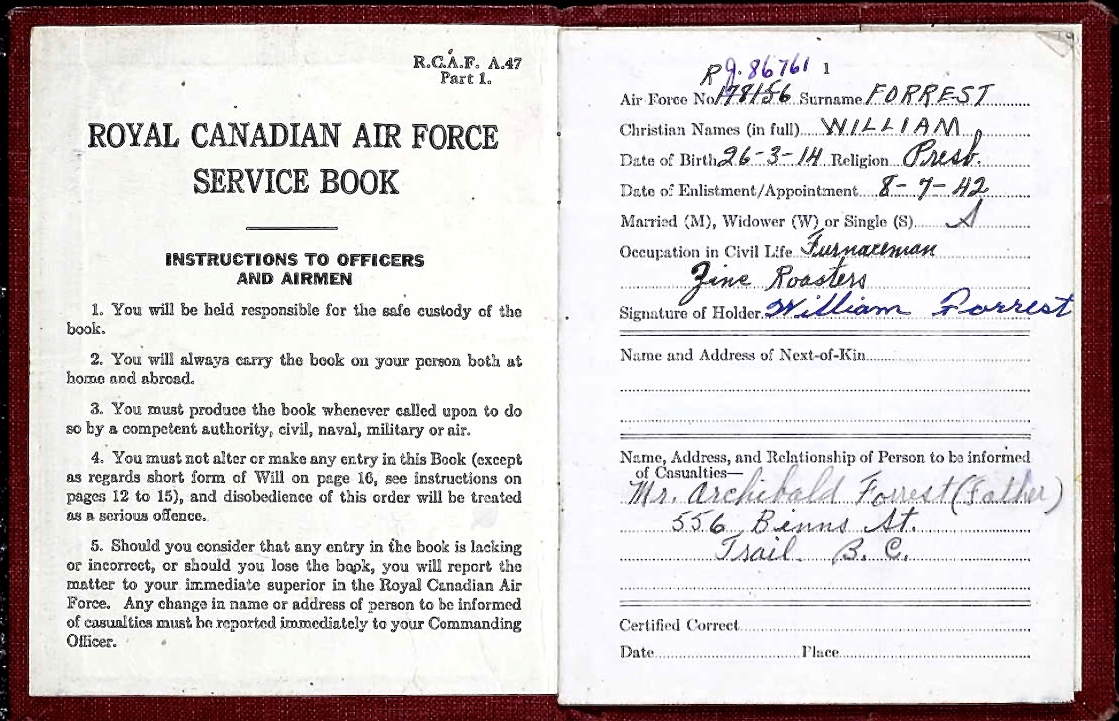 R.C.A.F. A.47
Part 1.
ROYAL CANADIAN AIR FORCE
SERVICE BOOK
INSTRUCTIONS TO OFFICERS
AND AIRMEN
1. You will be held responsible for the safe custody of the
book.
2. You will always carry the book on your person both at
home and abroad.
3. You must produce the book whenever called upon to do
so by a competent authority, civil, naval, military or air.
4. You must not alter or make any entry in this Book (except
as regards short form of Will on page 16, see instructions on
pages 12 to 15), and disobedience of this order will be treated
as a serious offence.
5. Should you consider that any entry in the book is lacking
or incorrect, or should you lose the book, you will report the
matter to your immediate superior in the Royal Canadian Air
Force. Any change in name or address of person to be informed
of casualties must be reported immediately to your Commanding
Officer.
J.86761 1
Air Force No. R178156 Surname FORREST
Christian Names (in full) WILLIAM
Date of Birth 26-3-14 Religion Presb.
Date of Enlistment/Appointment 8-7-42
Married (M), Widower (W) or Single (S) S
Occupation in Civil Life Furnaceman
Zinc Roasters
Signature of Holder William Forrest
Name and Address of Next-of-Kin
Name, Address, and Relationship of Person to be informed
of Casualties—
Mr. Archibald Forrest (Father)
556 Binns St.
Trail B.C.
Certified Correct
Date Place